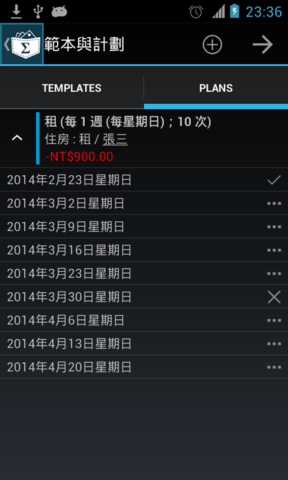 23:36
Σ
範本與計劃
TEMPLATES
PLANS
租 (每 1 週 (每星期日)；10 次)
住房 : 租 / 張三
-NT$900.00
2014年2月23日星期日
2014年3月2日星期日
2014年3月9日星期日
2014年3月16日星期日
2014年3月23日星期日
2014年3月30日星期日
2014年4月6日星期日
2014年4月13日星期日
2014年4月20日星期日